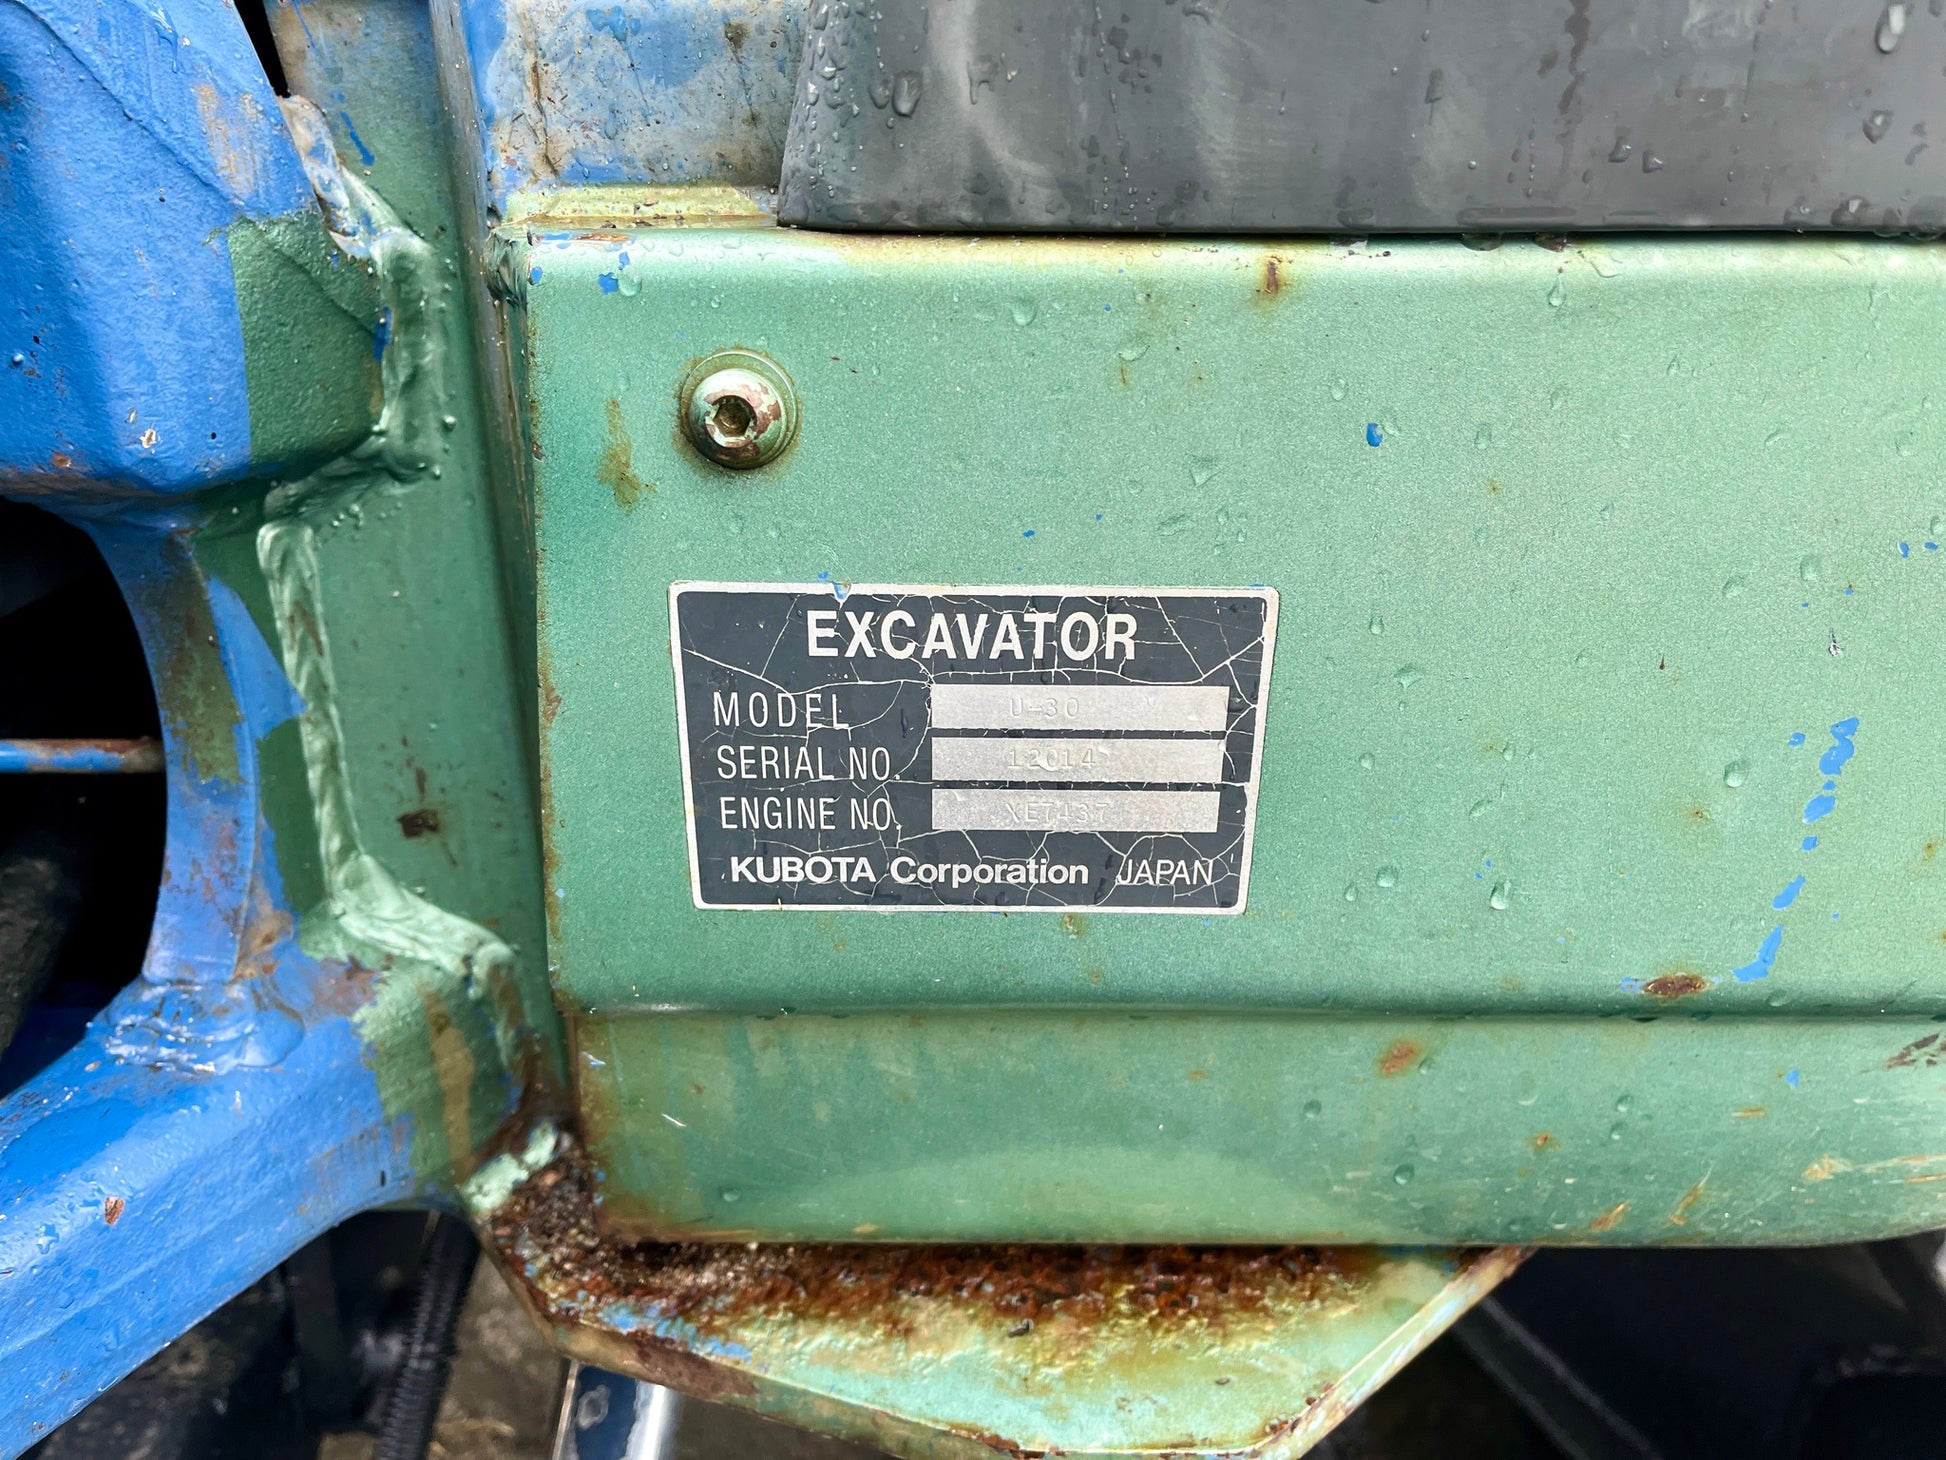 EXCAVATOR
MODEL U-30
SERIAL NO. 12014
ENGINE NO. XE7437
KUBOTA Corporation JAPAN